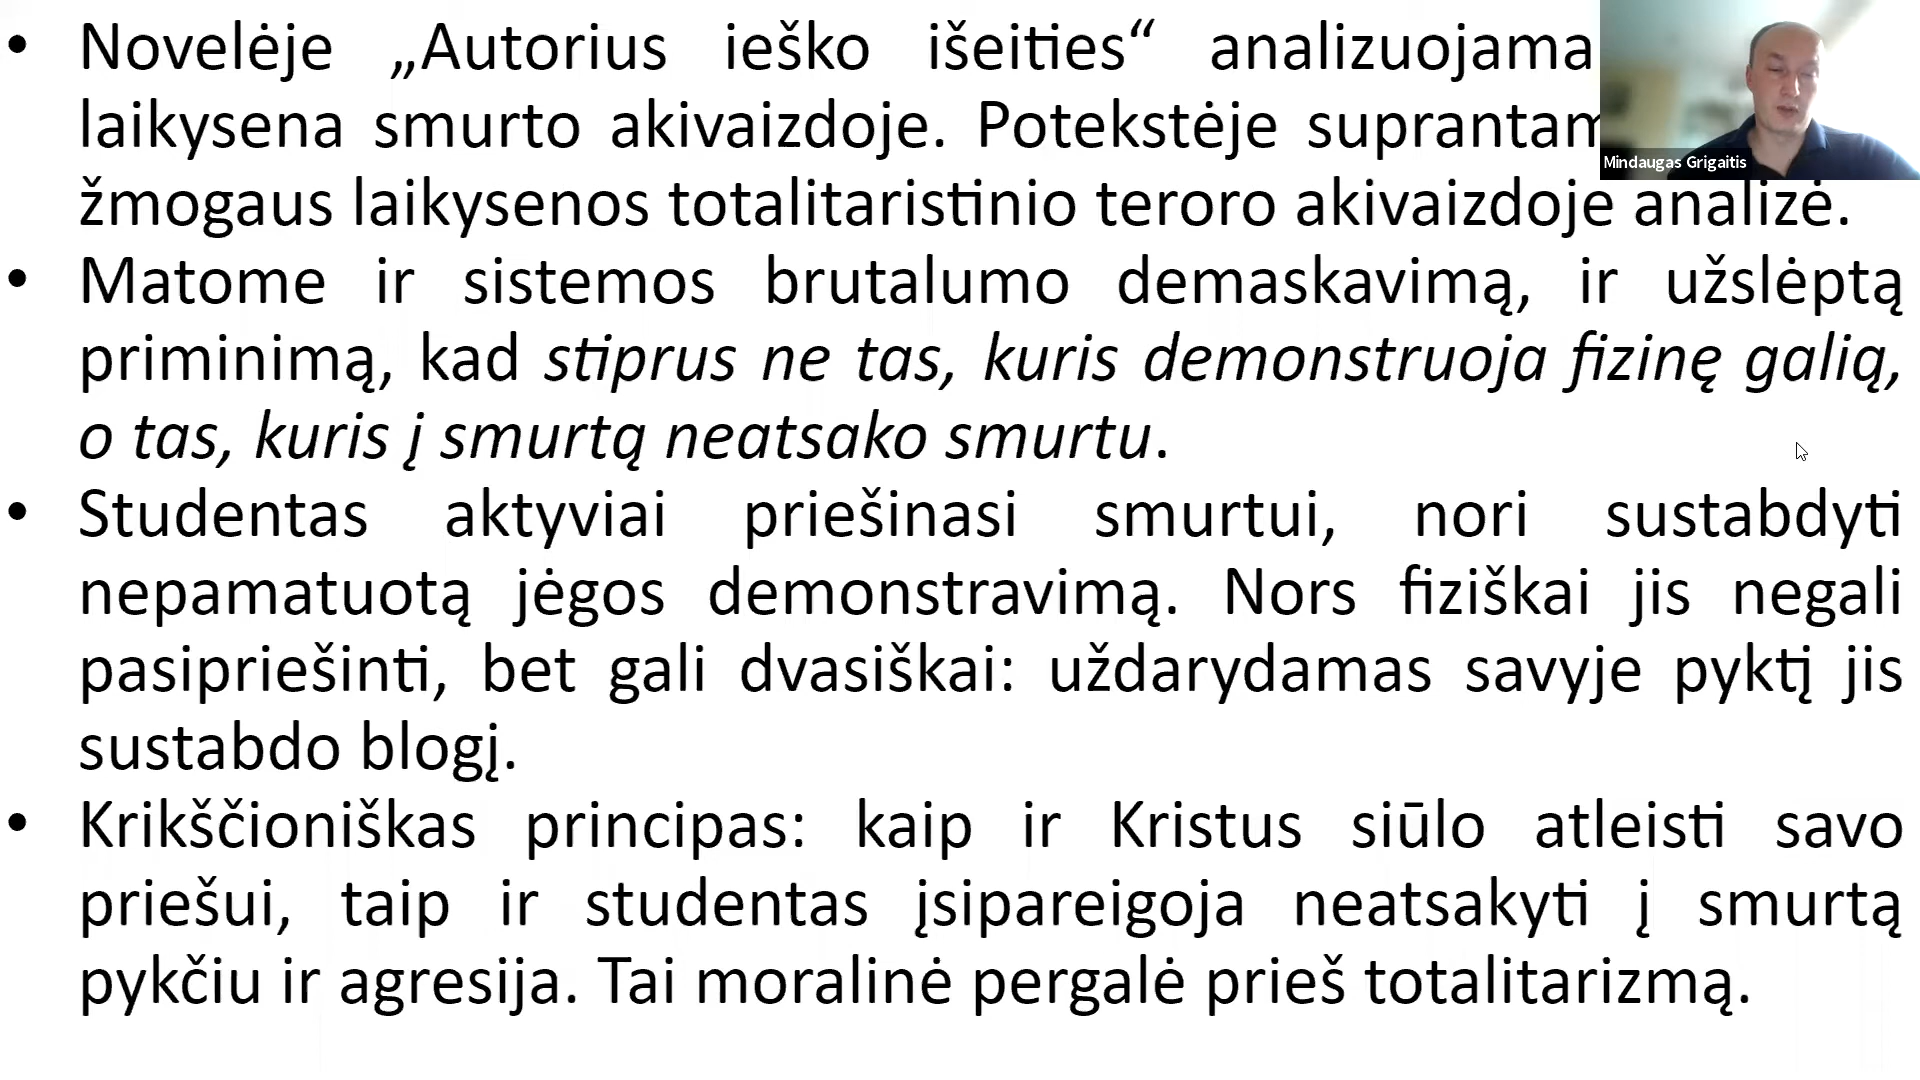 • Novelėje „Autorius ieško išeities“ analizuojama
laikysena smurto akivaizdoje. Potekstėje
žmogaus laikysenos totalitaristinio teroro akivaizdoje analizė.
• Matome ir sistemos brutalumo demaskavimą, ir užslėptą
priminimą, kad stiprus ne tas, kuris demonstruoja fizinę galią,
o tas, kuris į smurtą neatsako smurtu.
• Studentas aktyviai priešinasi smurtui, nori sustabdyti
nepamatuotą jėgos demonstravimą. Nors fiziškai jis negali
pasipriešinti, bet gali dvasiškai: uždarydamas savyje pyktį jis
sustabdo blogį.
• Krikščioniškas principas: kaip ir Kristus siūlo atleisti savo
priešui, taip ir studentas įsipareigoja neatsakyti į smurtą
pykčiu ir agresija. Tai moralinė pergalė prieš totalitarizmą.
Mindaugas Grigaitis